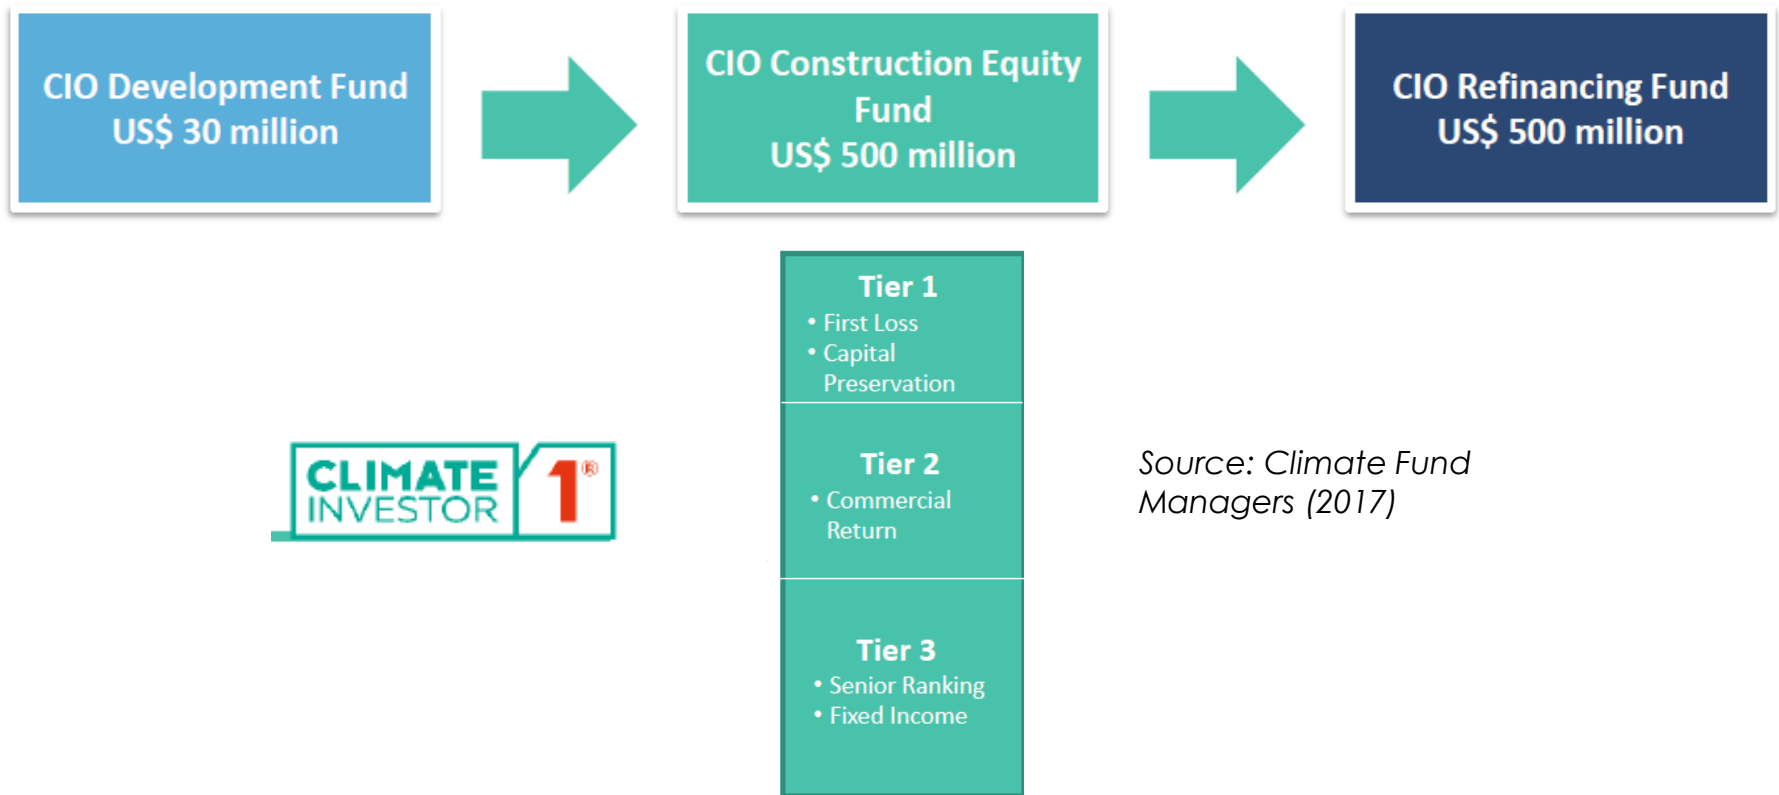 CIO Development Fund
US$ 30 million
CIO Construction Equity
Fund
US$ 500 million
CIO Refinancing Fund
US$ 500 million
Tier 1
• First Loss
• Capital
Preservation
Tier 2
• Commercial
Return
Tier 3
• Senior Ranking
• Fixed Income
CLIMATE
INVESTOR
1®
Source: Climate Fund
Managers (2017)